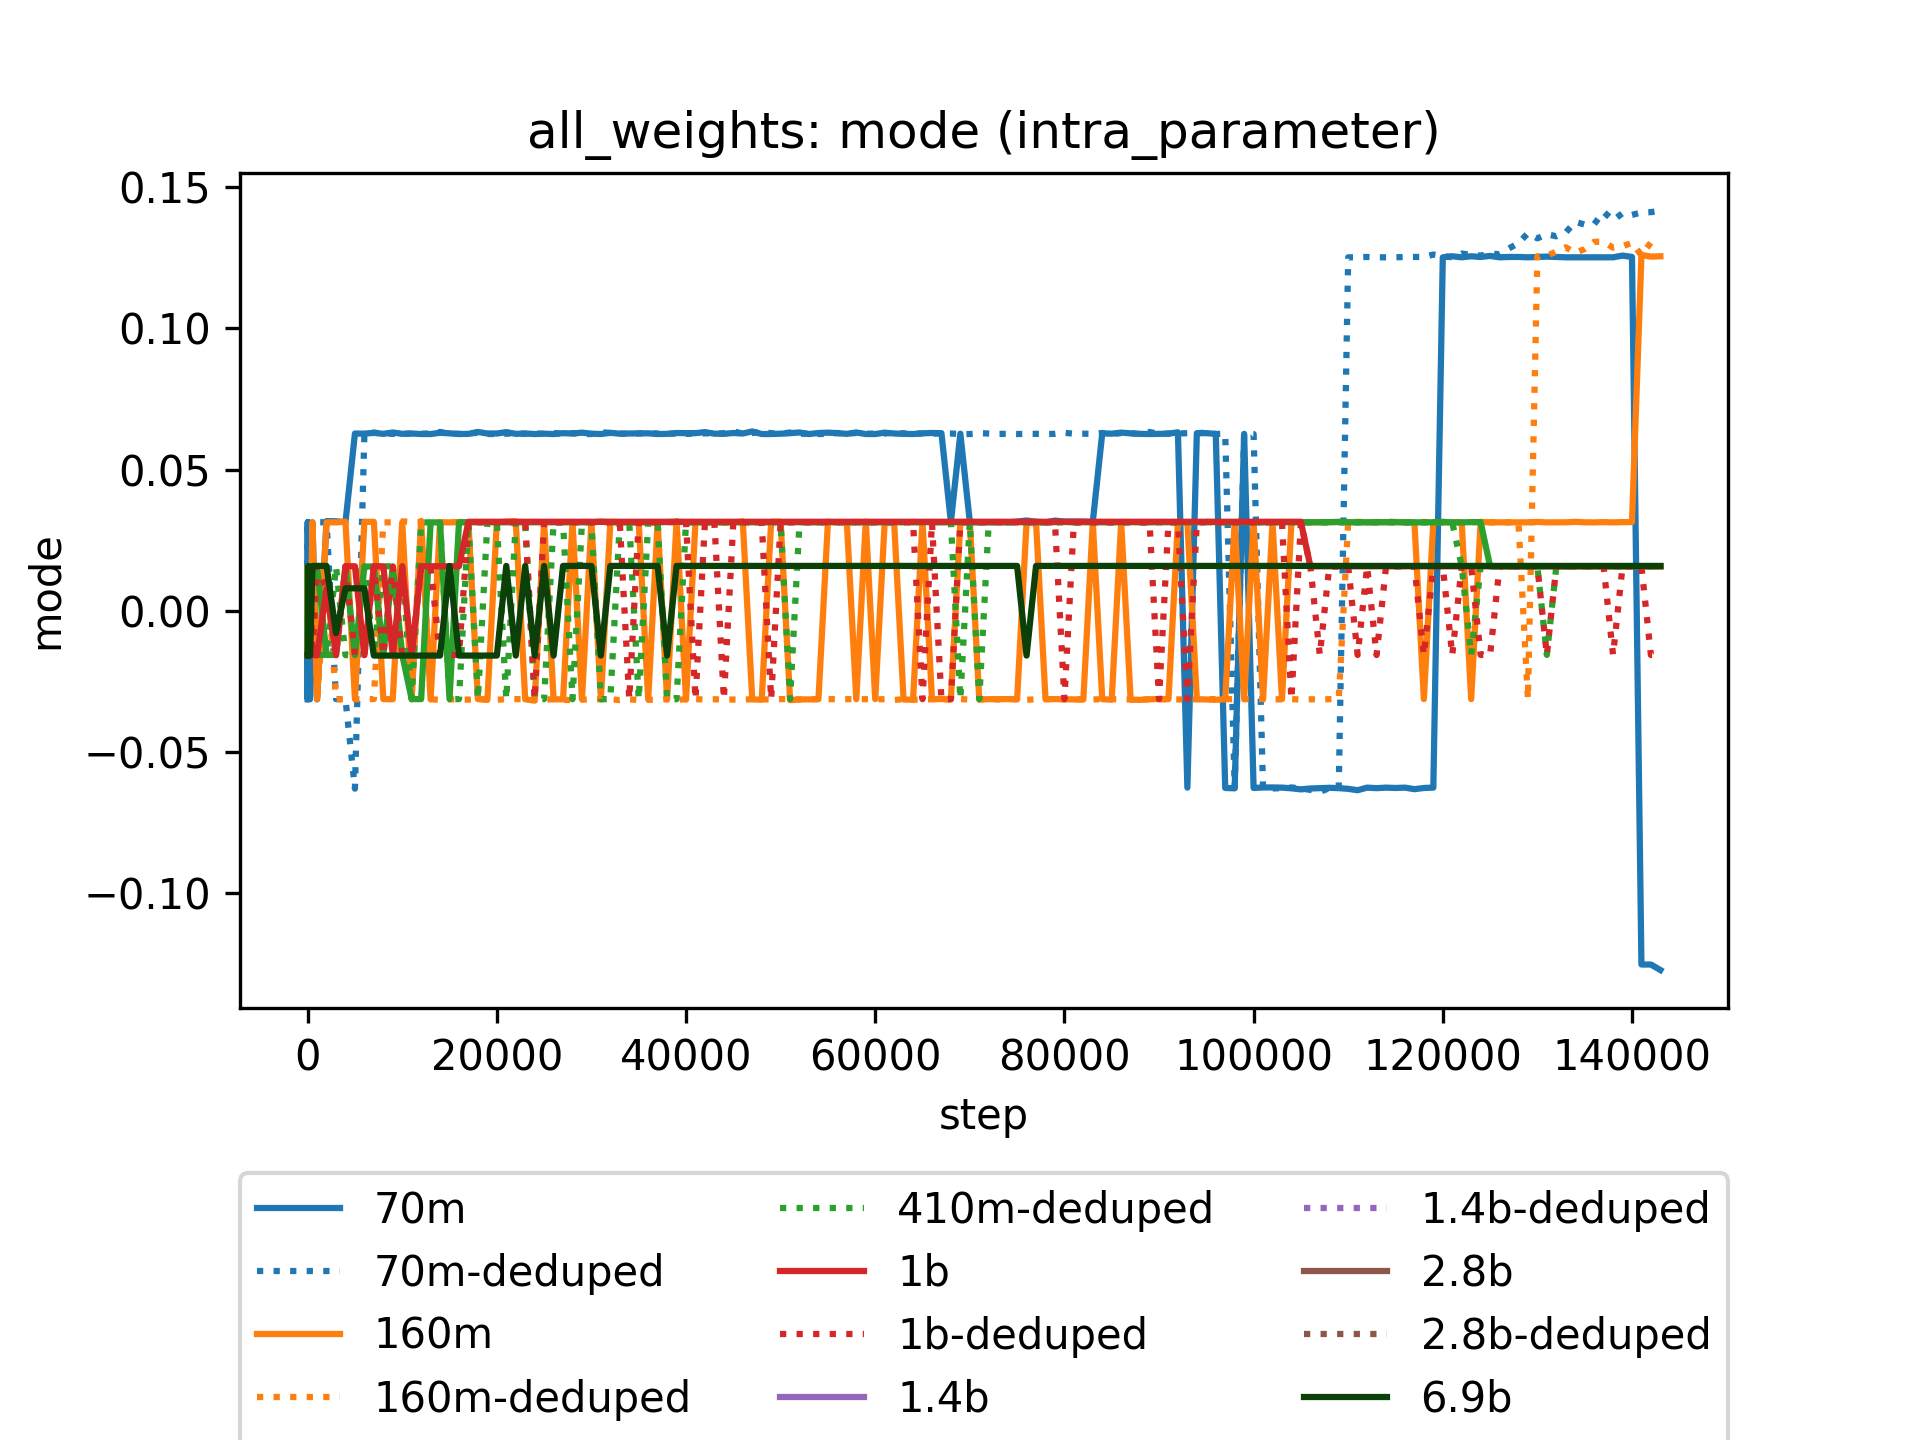 all_weights: mode (intra_parameter)
0.15
0.10
0.05
0.00
−0.05
−0.10
mode
0 20000 40000 60000 80000 100000 120000 140000
step
70m 410m-deduped 1.4b-deduped
70m-deduped 1b 2.8b
160m 1b-deduped 2.8b-deduped
160m-deduped 1.4b 6.9b